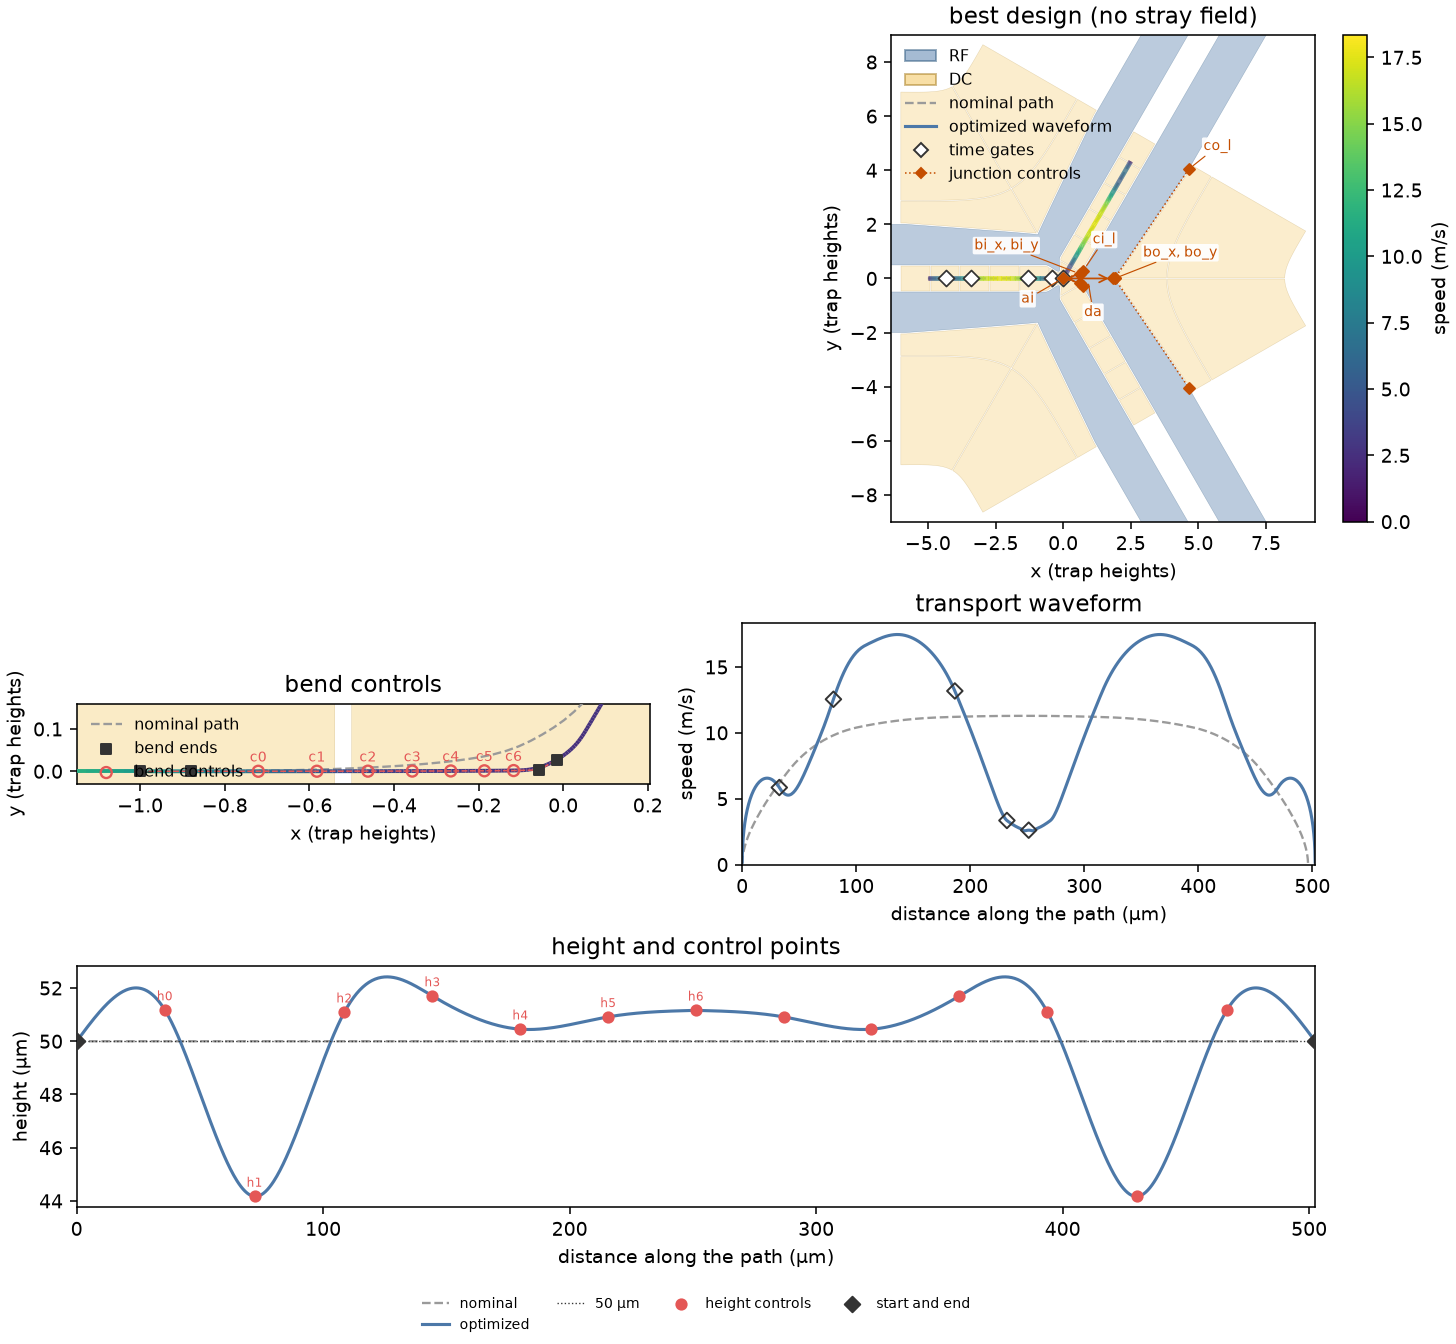 best design (no stray field)
RF
DC
nominal path
optimized waveform
time gates
junction controls
co_l
bi_x, bi_y
ci_l
bo_x, bo_y
ai
da
8
6
4
2
0
−2
−4
−6
−8
y (trap heights)
−5.0 −2.5 0.0 2.5 5.0 7.5
x (trap heights)
17.5
15.0
12.5
10.0
7.5
5.0
2.5
0.0
speed (m/s)
bend controls
nominal path
bend ends
bend controls
c0 c1 c2 c3 c4 c5 c6
0.1
0.0
y (trap heights)
−1.0 −0.8 −0.6 −0.4 −0.2 0.0 0.2
x (trap heights)
transport waveform
15
10
5
0
speed (m/s)
0 100 200 300 400 500
distance along the path (μm)
height and control points
h0 h1 h2 h3 h4 h5 h6
52
50
48
46
44
height (μm)
0 100 200 300 400 500
distance along the path (μm)
nominal 50 μm height controls start and end
optimized